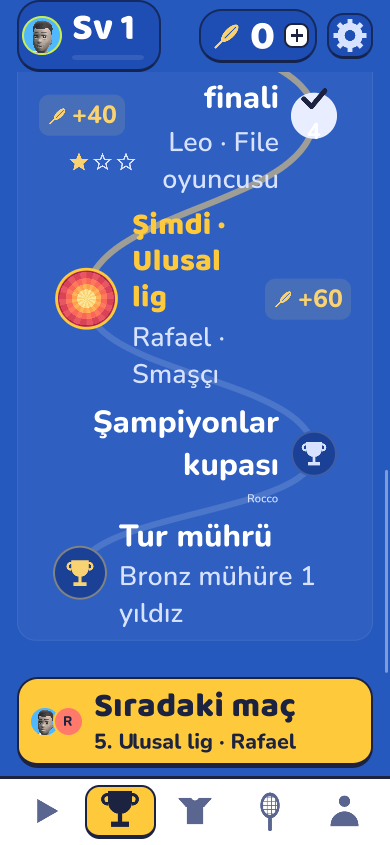 Sv 1
0
finali
+40
4
Leo · File
oyuncusu
Şimdi ·
Ulusal
lig
+60
Rafael ·
Smaşçı
Şampiyonlar
kupası
Rocco
Tur mührü
Bronz mühüre 1
yıldız
Sıradaki maç
R
5. Ulusal lig · Rafael